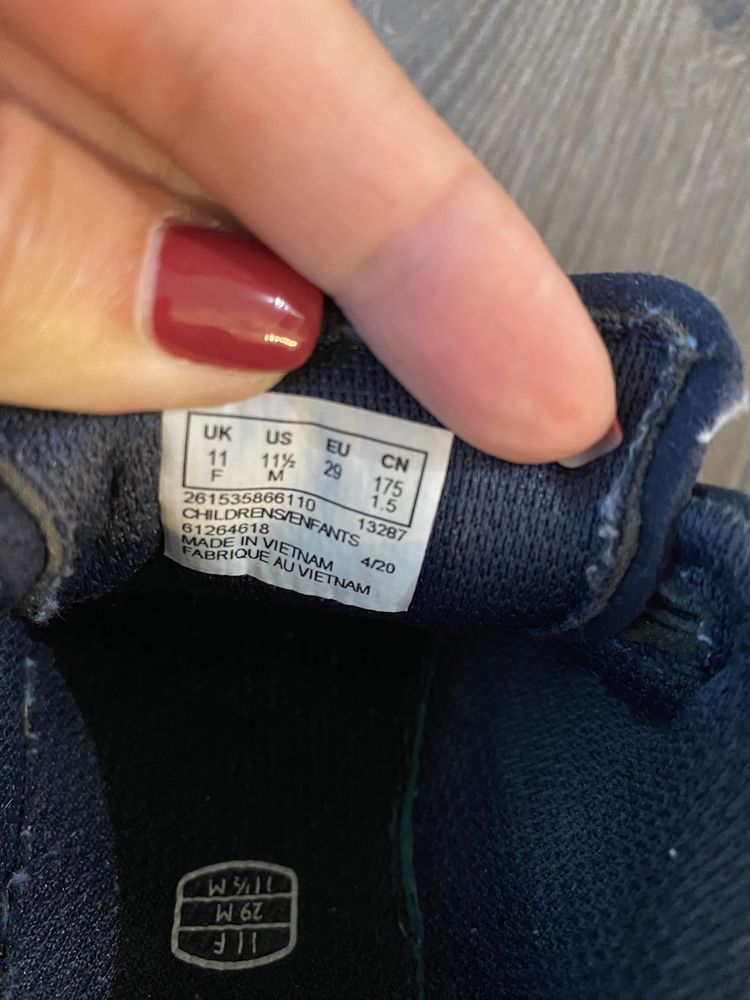 UK US EU CN
11 11½ 29 175
F M 1.5
261535866110 13287
CHILDRENS/ENFANTS
61264618
MADE IN VIETNAM 4/20
FABRIQUE AU VIETNAM
11 F
29 M
11½ M